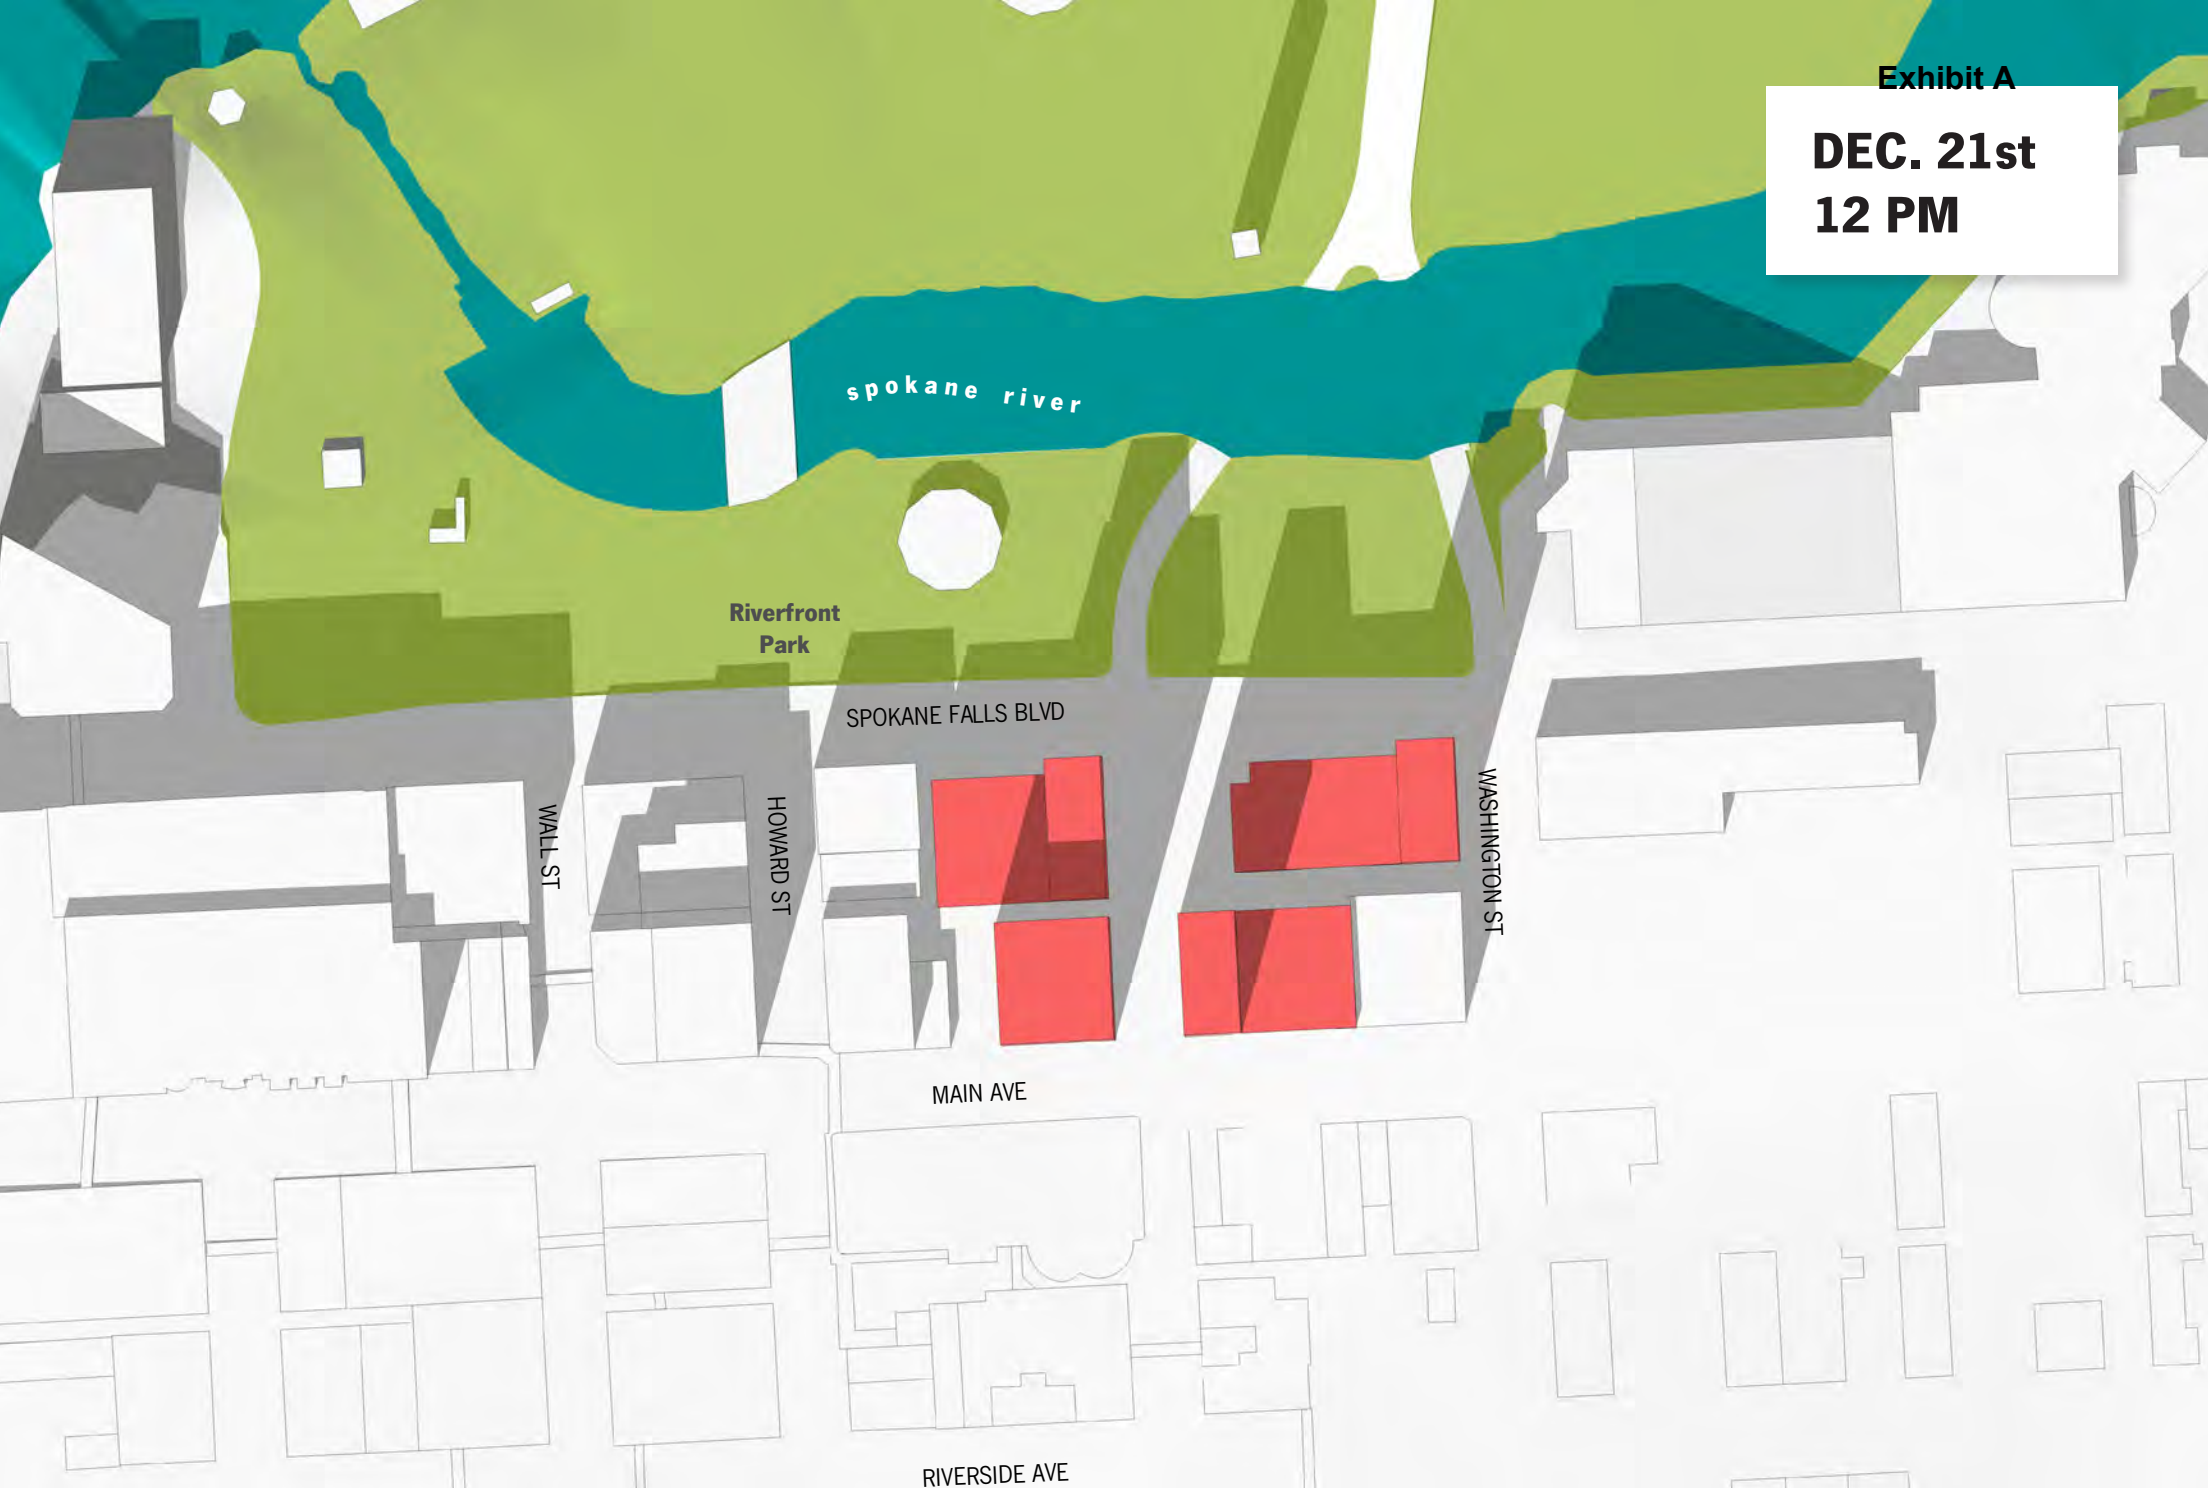 Exhibit A
DEC. 21st
12 PM
spokane river
Riverfront
Park
SPOKANE FALLS BLVD
WALL ST
HOWARD ST
WASHINGTON ST
MAIN AVE
RIVERSIDE AVE